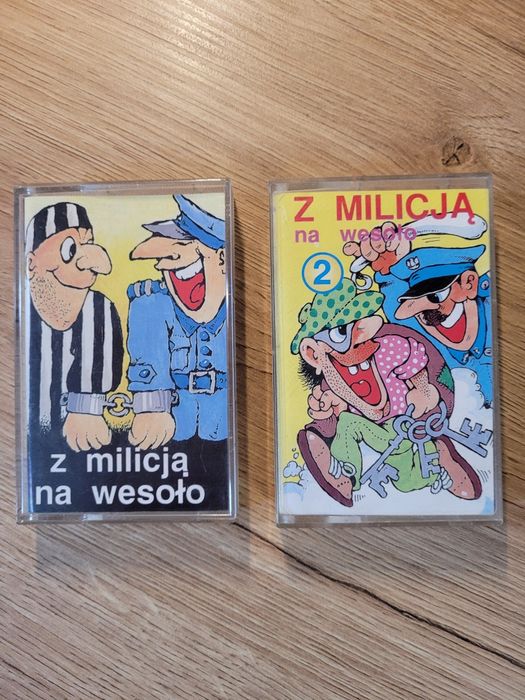 z milicją
na wesoło
Z MILICJĄ
na wesoło
2